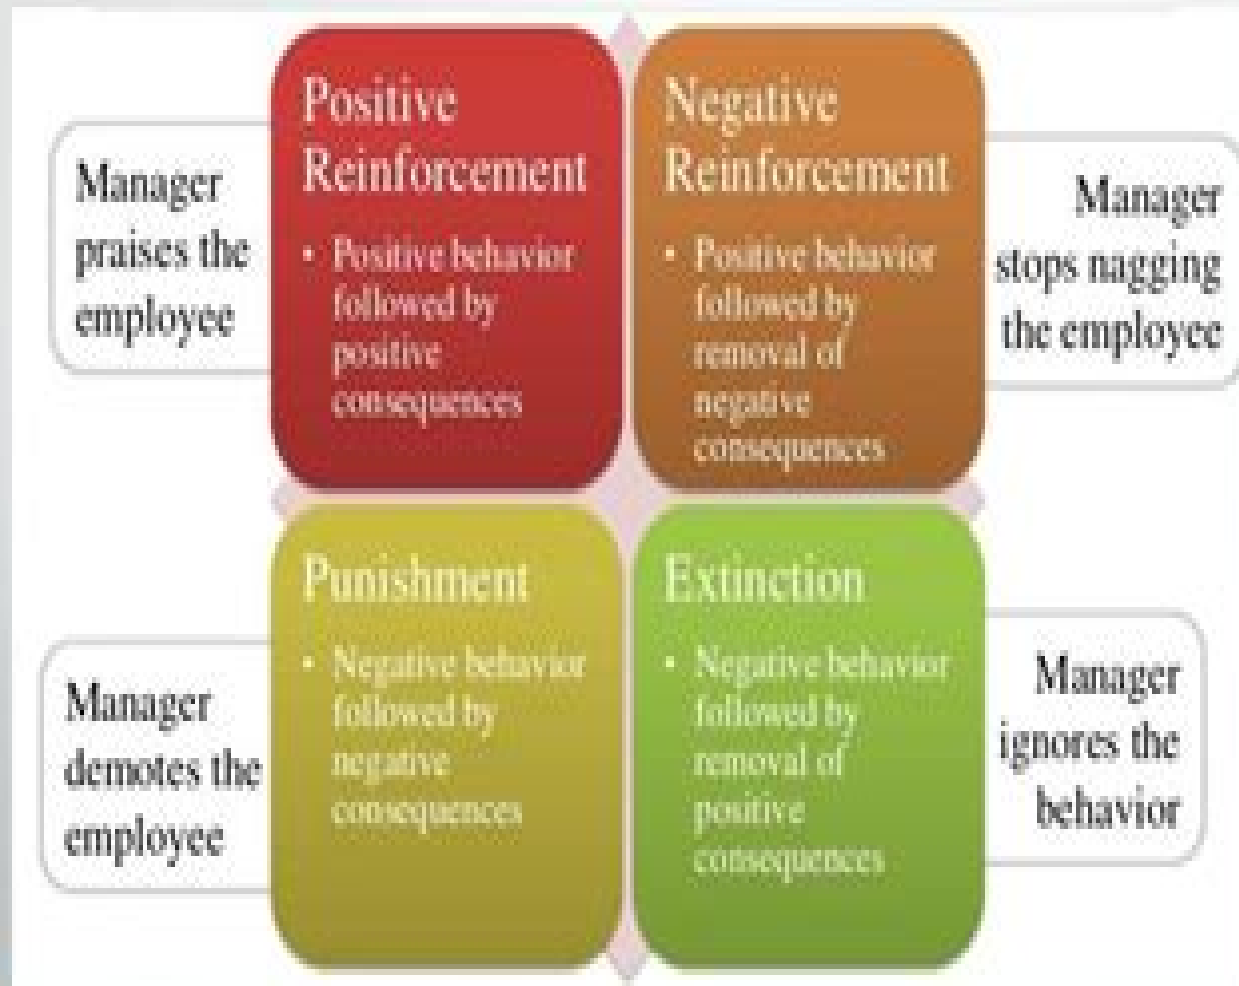 Manager
praises the
employee
Positive
Reinforcement
• Positive behavior
followed by
positive
consequences
Negative
Reinforcement
• Positive behavior
followed by
removal of
negative
consequences
Manager
stops nagging
the employee
Manager
demotes the
employee
Punishment
• Negative behavior
followed by
negative
consequences
Extinction
• Negative behavior
followed by
removal of
positive
consequences
Manager
ignores the
behavior